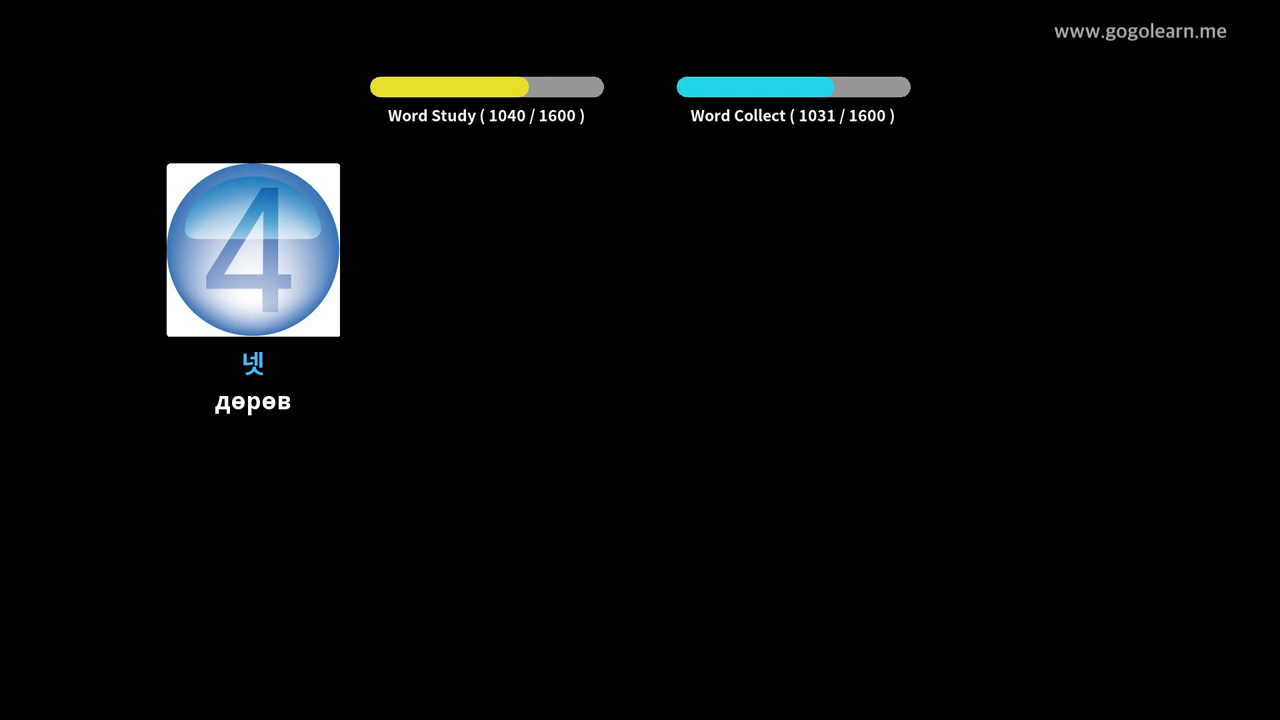 www.gogolearn.me
Word Study ( 1040 / 1600 )
Word Collect ( 1031 / 1600 )
4
넷
дөрөв